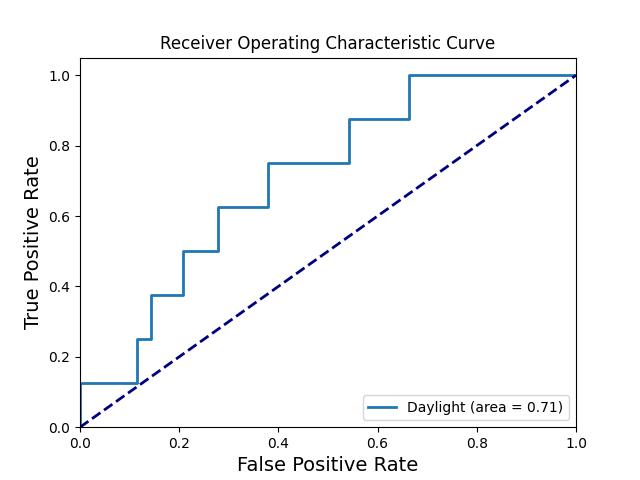 Receiver Operating Characteristic Curve
1.0
0.8
0.6
0.4
0.2
0.0
True Positive Rate
Daylight (area = 0.71)
0.0 0.2 0.4 0.6 0.8 1.0
False Positive Rate